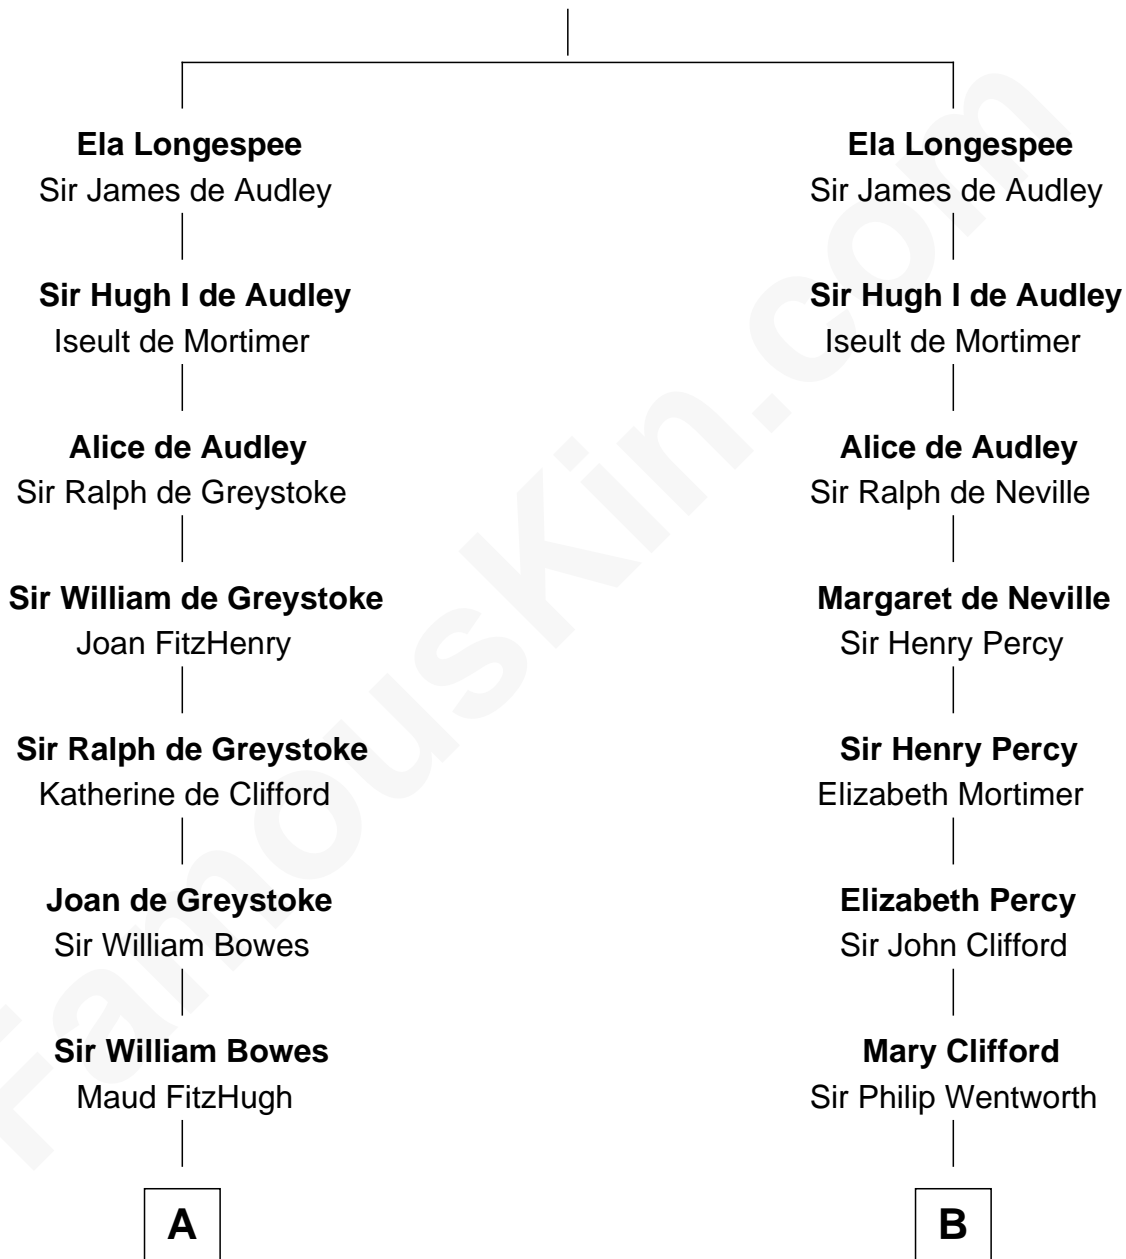 Ela Longespee
Sir James de Audley
Sir Hugh I de Audley
Iseult de Mortimer
Alice de Audley
Sir Ralph de Greystoke
Sir William de Greystoke
Joan FitzHenry
Sir Ralph de Greystoke
Katherine de Clifford
Joan de Greystoke
Sir William Bowes
Sir William Bowes
Maud FitzHugh
A
Ela Longespee
Sir James de Audley
Sir Hugh I de Audley
Iseult de Mortimer
Alice de Audley
Sir Ralph de Neville
Margaret de Neville
Sir Henry Percy
Sir Henry Percy
Elizabeth Mortimer
Elizabeth Percy
Sir John Clifford
Mary Clifford
Sir Philip Wentworth
B
FamousKin.com